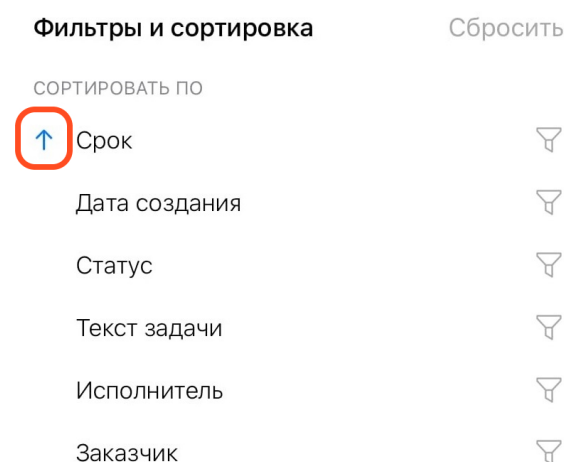 Фильтры и сортировка Сбросить
СОРТИРОВАТЬ ПО
Срок
Дата создания
Статус
Текст задачи
Исполнитель
Заказчик